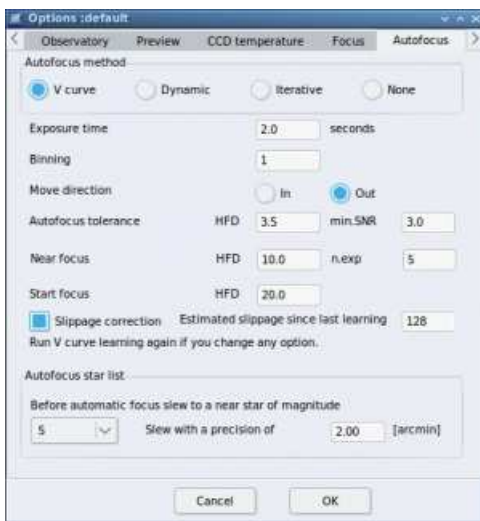 Options :default
Observatory Preview CCD temperature Focus Autofocus
Autofocus method
V curve Dynamic Iterative None
Exposure time 2.0 seconds
Binning 1
Move direction In Out
Autofocus tolerance HFD 3.5 min.SNR 3.0
Near focus HFD 10.0 n.exp 5
Start focus HFD 20.0
Slippage correction Estimated slippage since last learning 128
Run V curve learning again if you change any option.
Autofocus star list
Before automatic focus slew to a near star of magnitude
5 Slew with a precision of 2.00 [arcmin]
Cancel OK